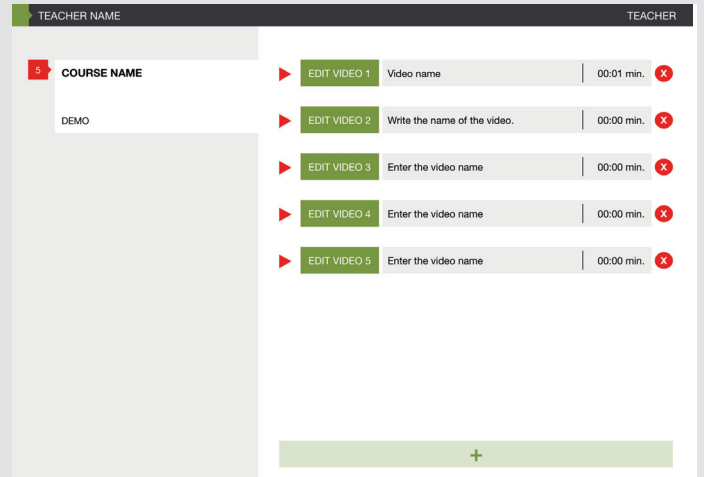 TEACHER NAME TEACHER
5 COURSE NAME
DEMO
EDIT VIDEO 1 Video name 00:01 min. X
EDIT VIDEO 2 Write the name of the video. 00:00 min. X
EDIT VIDEO 3 Enter the video name 00:00 min. X
EDIT VIDEO 4 Enter the video name 00:00 min. X
EDIT VIDEO 5 Enter the video name 00:00 min. X
+